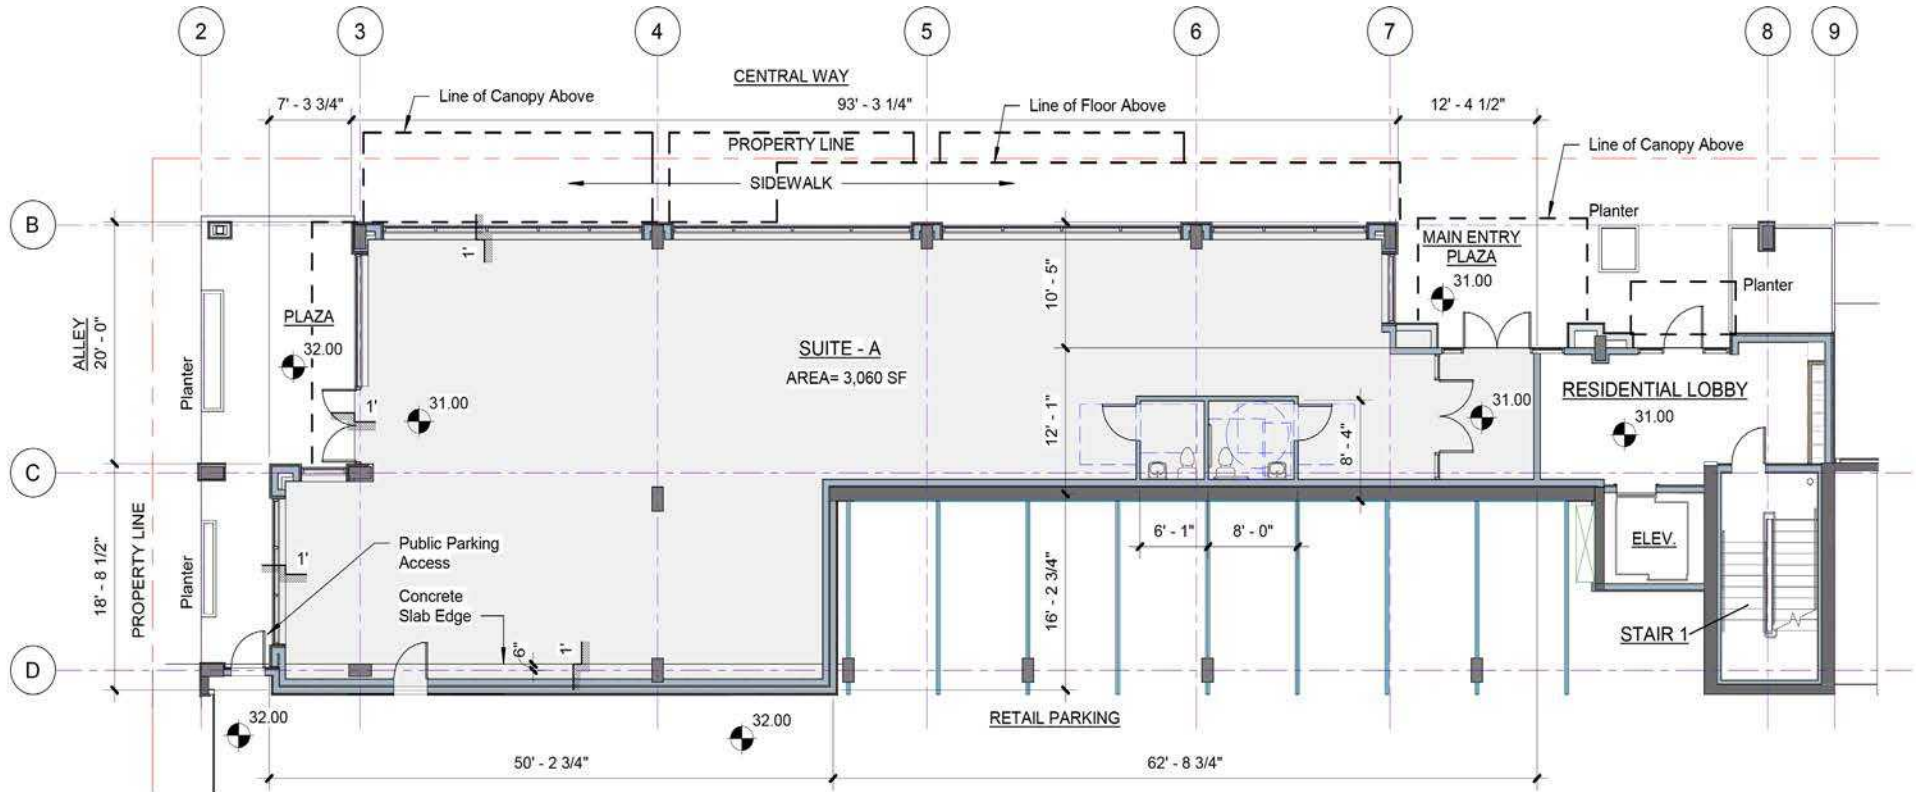 2
3
4
5
6
7
8
9
CENTRAL WAY
7' - 3 3/4"
Line of Canopy Above
93' - 3 1/4"
Line of Floor Above
12' - 4 1/2"
PROPERTY LINE
Line of Canopy Above
SIDEWALK
B
Planter
1'
MAIN ENTRY
PLAZA
31.00
10' - 5"
Planter
PLAZA
ALLEY
20' - 0"
32.00
SUITE - A
AREA= 3,060 SF
Planter
1'
31.00
12' - 1"
8' - 4"
31.00
RESIDENTIAL LOBBY
31.00
C
PROPERTY LINE
18' - 8 1/2"
Planter
1'
Public Parking
Access
Concrete
Slab Edge
6' - 1"
8' - 0"
16' - 2 3/4"
ELEV.
STAIR 1
6"
1'
D
32.00
32.00
RETAIL PARKING
50' - 2 3/4"
62' - 8 3/4"